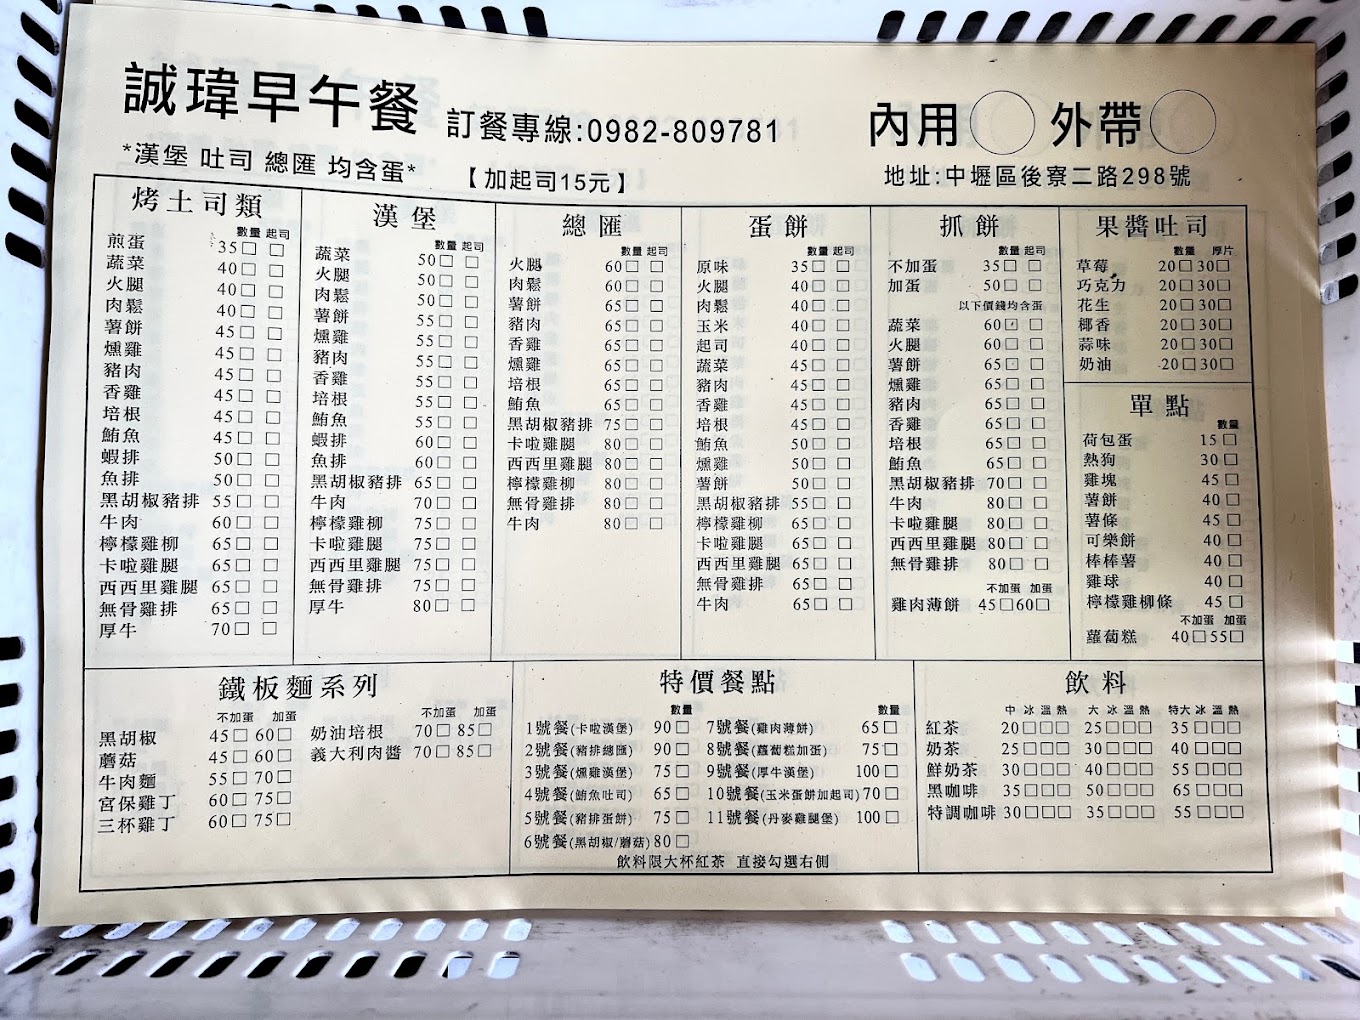 誠瑋早午餐
訂餐專線:0982-809781
內用 外帶
*漢堡 吐司 總匯 均含蛋*
【加起司15元】
地址:中壢區後寮二路298號
烤土司類
數量 起司
煎蛋 35□ □
蔬菜 40□ □
火腿 40□ □
肉鬆 40□ □
薯餅 45□ □
燻雞 45□ □
豬肉 45□ □
香雞 45□ □
培根 45□ □
鮪魚 45□ □
蝦排 50□ □
魚排 50□ □
黑胡椒豬排 55□ □
牛肉 60□ □
檸檬雞柳 65□ □
卡啦雞腿 65□ □
西西里雞腿 65□ □
無骨雞排 65□ □
厚牛 70□ □
漢堡
數量 起司
蔬菜 50□ □
火腿 50□ □
肉鬆 50□ □
薯餅 55□ □
燻雞 55□ □
豬肉 55□ □
香雞 55□ □
培根 55□ □
鮪魚 55□ □
蝦排 60□ □
魚排 60□ □
黑胡椒豬排 65□ □
牛肉 70□ □
檸檬雞柳 75□ □
卡啦雞腿 75□ □
西西里雞腿 75□ □
無骨雞排 75□ □
厚牛 80□ □
總匯
數量 起司
火腿 60□ □
肉鬆 60□ □
薯餅 65□ □
豬肉 65□ □
香雞 65□ □
燻雞 65□ □
培根 65□ □
鮪魚 65□ □
黑胡椒豬排 75□ □
卡啦雞腿 80□ □
西西里雞腿 80□ □
檸檬雞柳 80□ □
無骨雞排 80□ □
牛肉 80□ □
蛋餅
數量 起司
原味 35□ □
火腿 40□ □
肉鬆 40□ □
玉米 40□ □
起司 40□ □
蔬菜 45□ □
豬肉 45□ □
香雞 45□ □
培根 45□ □
鮪魚 50□ □
燻雞 50□ □
薯餅 50□ □
黑胡椒豬排 55□ □
檸檬雞柳 65□ □
卡啦雞腿 65□ □
西西里雞腿 65□ □
無骨雞排 65□ □
牛肉 65□ □
抓餅
數量 起司
不加蛋 35□ □
加蛋 50□ □
以下價錢均含蛋
蔬菜 60□ □
火腿 60□ □
薯餅 65□ □
燻雞 65□ □
豬肉 65□ □
香雞 65□ □
培根 65□ □
鮪魚 65□ □
黑胡椒豬排 70□ □
牛肉 80□ □
卡啦雞腿 80□ □
西西里雞腿 80□ □
無骨雞排 80□ □
不加蛋 加蛋
雞肉薄餅 45□60□
果醬吐司
數量 厚片
草莓 20□30□
巧克力 20□30□
花生 20□30□
椰香 20□30□
蒜味 20□30□
奶油 20□30□
單點
數量
荷包蛋 15□
熱狗 30□
雞塊 45□
薯餅 40□
薯條 45□
可樂餅 40□
棒棒薯 40□
雞球 40□
檸檬雞柳條 45□
不加蛋 加蛋
蘿蔔糕 40□55□
鐵板麵系列
不加蛋 加蛋
黑胡椒 45□60□
蘑菇 45□60□
牛肉麵 55□70□
宮保雞丁 60□75□
三杯雞丁 60□75□
不加蛋 加蛋
奶油培根 70□85□
義大利肉醬 70□85□
特價餐點
數量
1號餐(卡啦漢堡) 90□
2號餐(豬排總匯) 90□
3號餐(燻雞漢堡) 75□
4號餐(鮪魚吐司) 65□
5號餐(豬排蛋餅) 75□
6號餐(黑胡椒/蘑菇)80□
數量
7號餐(雞肉薄餅) 65□
8號餐(蘿蔔糕加蛋) 75□
9號餐(厚牛漢堡) 100□
10號餐(玉米蛋餅加起司)70□
11號餐(丹麥雞腿堡) 100□
飲料限大杯紅茶 直接勾選右側
飲料
中 冰 溫 熱 大 冰 溫 熱 特大 冰 溫 熱
紅茶 20□□□ 25□□□ 35□□□
奶茶 25□□□ 30□□□ 40□□□
鮮奶茶 30□□□ 40□□□ 55□□□
黑咖啡 35□□□ 50□□□ 65□□□
特調咖啡 30□□□ 35□□□ 55□□□